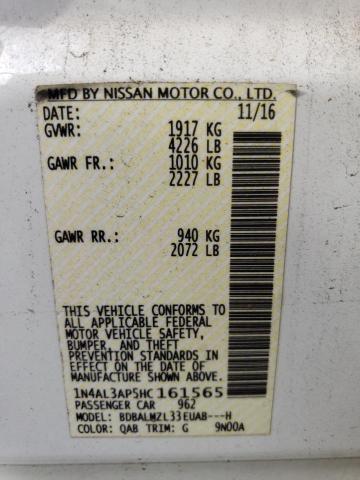 MFD BY NISSAN MOTOR CO., LTD.
DATE: 11/16
GVWR: 1917 KG
4226 LB
GAWR FR.: 1010 KG
2227 LB
GAWR RR.: 940 KG
2072 LB
THIS VEHICLE CONFORMS TO
ALL APPLICABLE FEDERAL
MOTOR VEHICLE SAFETY,
BUMPER, AND THEFT
PREVENTION STANDARDS IN
EFFECT ON THE DATE OF
MANUFACTURE SHOWN ABOVE.
1N4AL3AP5HC161565
PASSENGER CAR 962
MODEL: BDBALMZL33EUAB---H
COLOR: QAB TRIM: G 9N00A